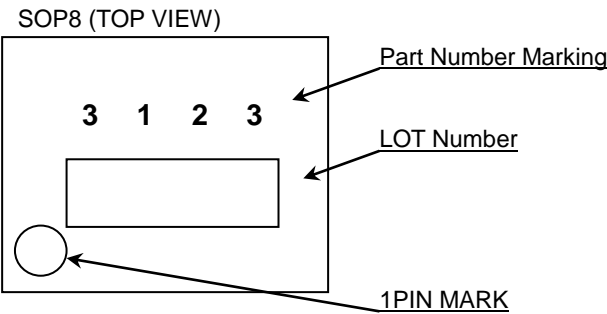 SOP8 (TOP VIEW)
Part Number Marking
3 1 2 3
LOT Number
1PIN MARK